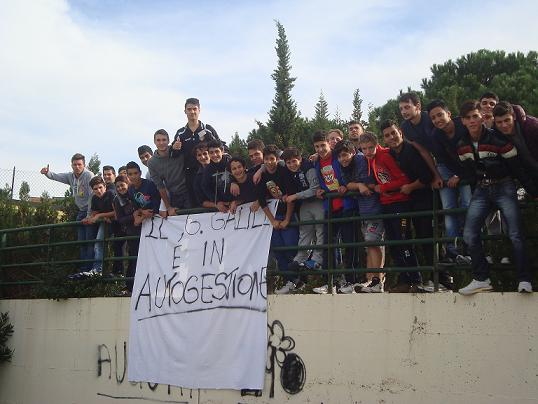 IL G. GALILEI
È IN
AUTOGESTIONE